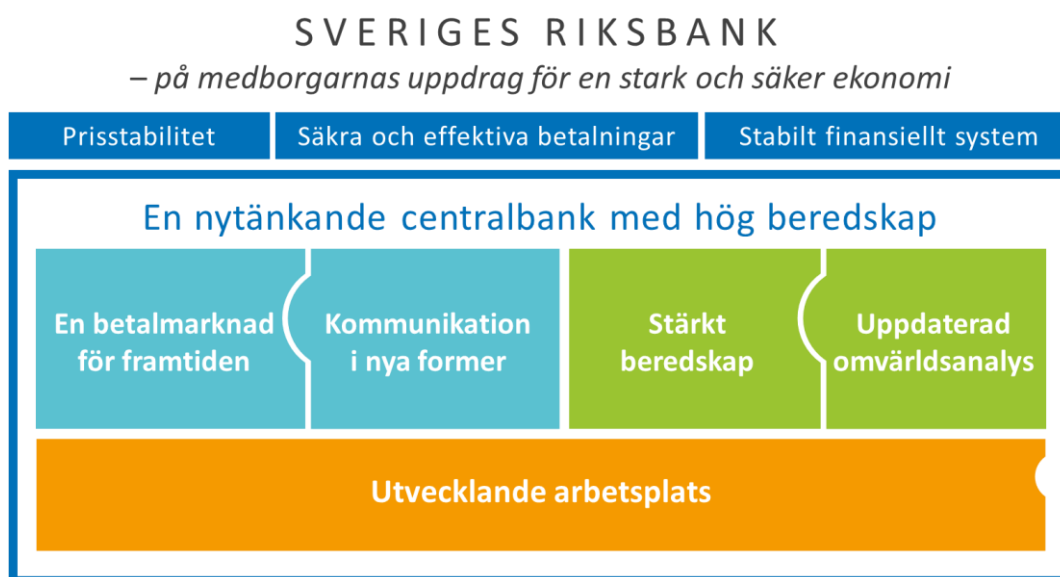 SVERIGES RIKSBANK
– på medborgarnas uppdrag för en stark och säker ekonomi
Prisstabilitet
Säkra och effektiva betalningar
Stabilt finansiellt system
En nytänkande centralbank med hög beredskap
En betalmarknad
för framtiden
Kommunikation
i nya former
Stärkt
beredskap
Uppdaterad
omvärldsanalys
Utvecklande arbetsplats